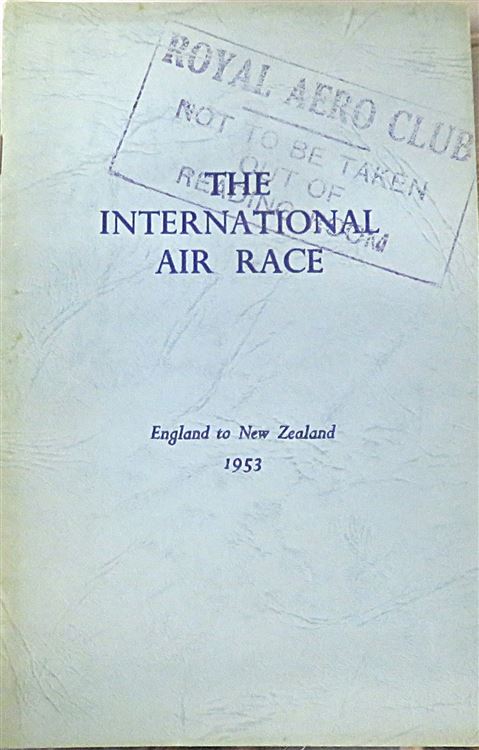 ROYAL AERO CLUB
NOT TO BE TAKEN
OUT OF
READING ROOM
THE
INTERNATIONAL
AIR RACE
England to New Zealand
1953